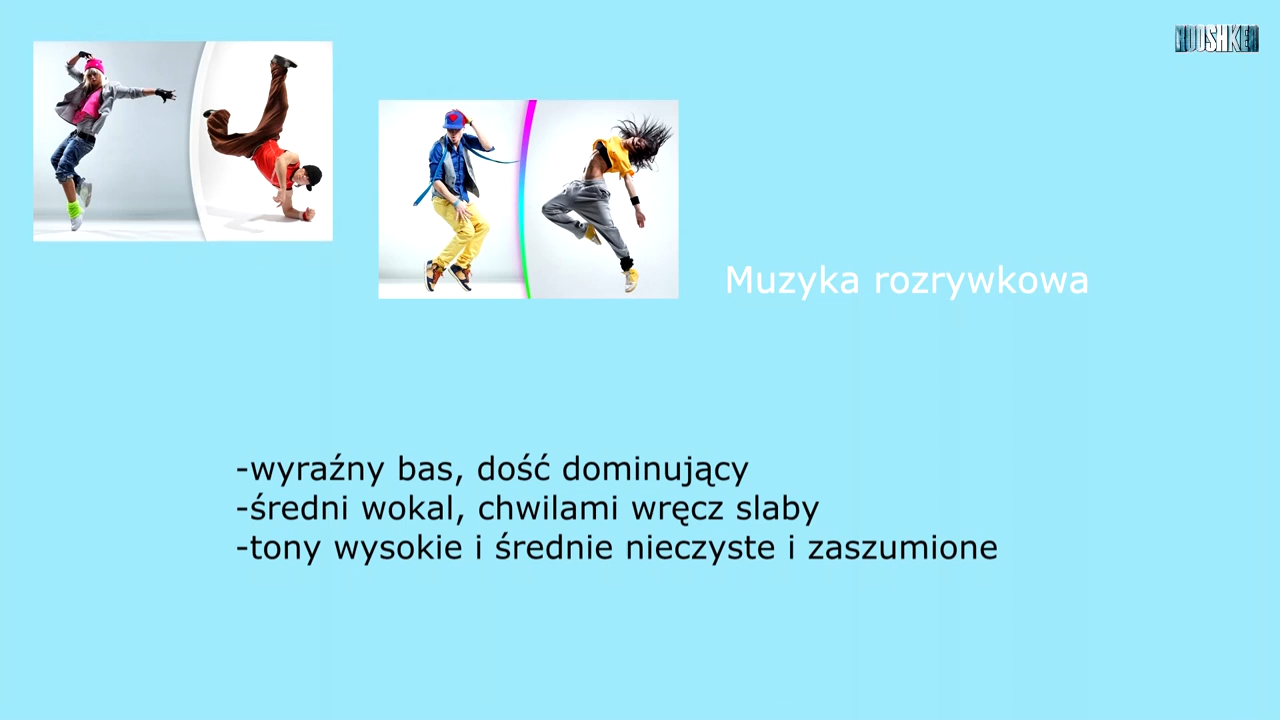 Muzyka rozrywkowa
-wyraźny bas, dość dominujący
-średni wokal, chwilami wręcz slaby
-tony wysokie i średnie nieczyste i zaszumione